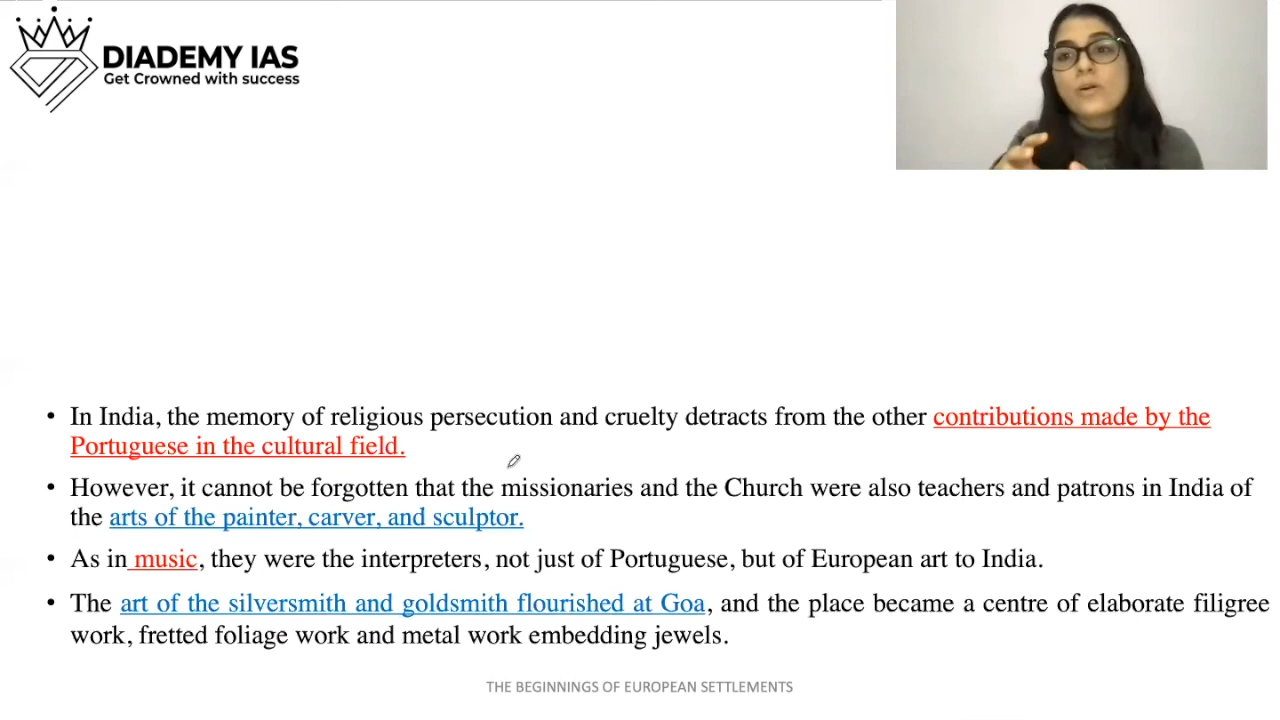 DIADEMY IAS
Get Crowned with success
• In India, the memory of religious persecution and cruelty detracts from the other contributions made by the
Portuguese in the cultural field.
• However, it cannot be forgotten that the missionaries and the Church were also teachers and patrons in India of
the arts of the painter, carver, and sculptor.
• As in music, they were the interpreters, not just of Portuguese, but of European art to India.
• The art of the silversmith and goldsmith flourished at Goa, and the place became a centre of elaborate filigree
work, fretted foliage work and metal work embedding jewels.
THE BEGINNINGS OF EUROPEAN SETTLEMENTS